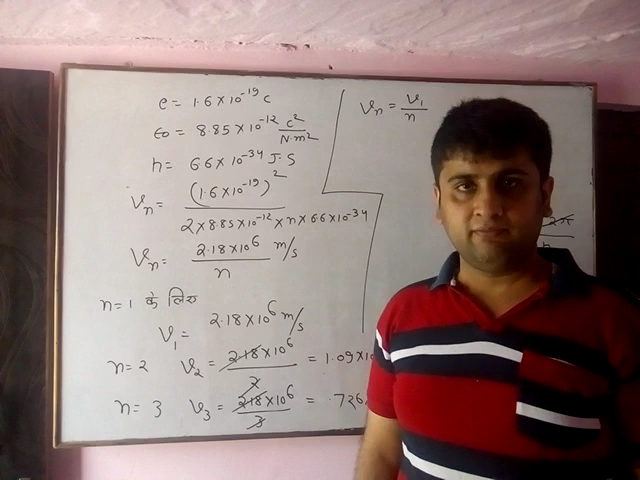 e = 1.6×10⁻¹⁹ c
ε₀ = 8.85×10⁻¹² c²/N·m²
h = 6.6×10⁻³⁴ J·S
Vn = (1.6×10⁻¹⁹)²
2×8.85×10⁻¹²×n×6.6×10⁻³⁴
Vn = 2.18×10⁶ m/s
n
n=1 के लिए
V₁ = 2.18×10⁶ m/s
n=2 V₂ = 2.18×10⁶ = 1.09×10
2
n=3 V₃ = 2.18×10⁶ = .726
3
Vn = V₁
n